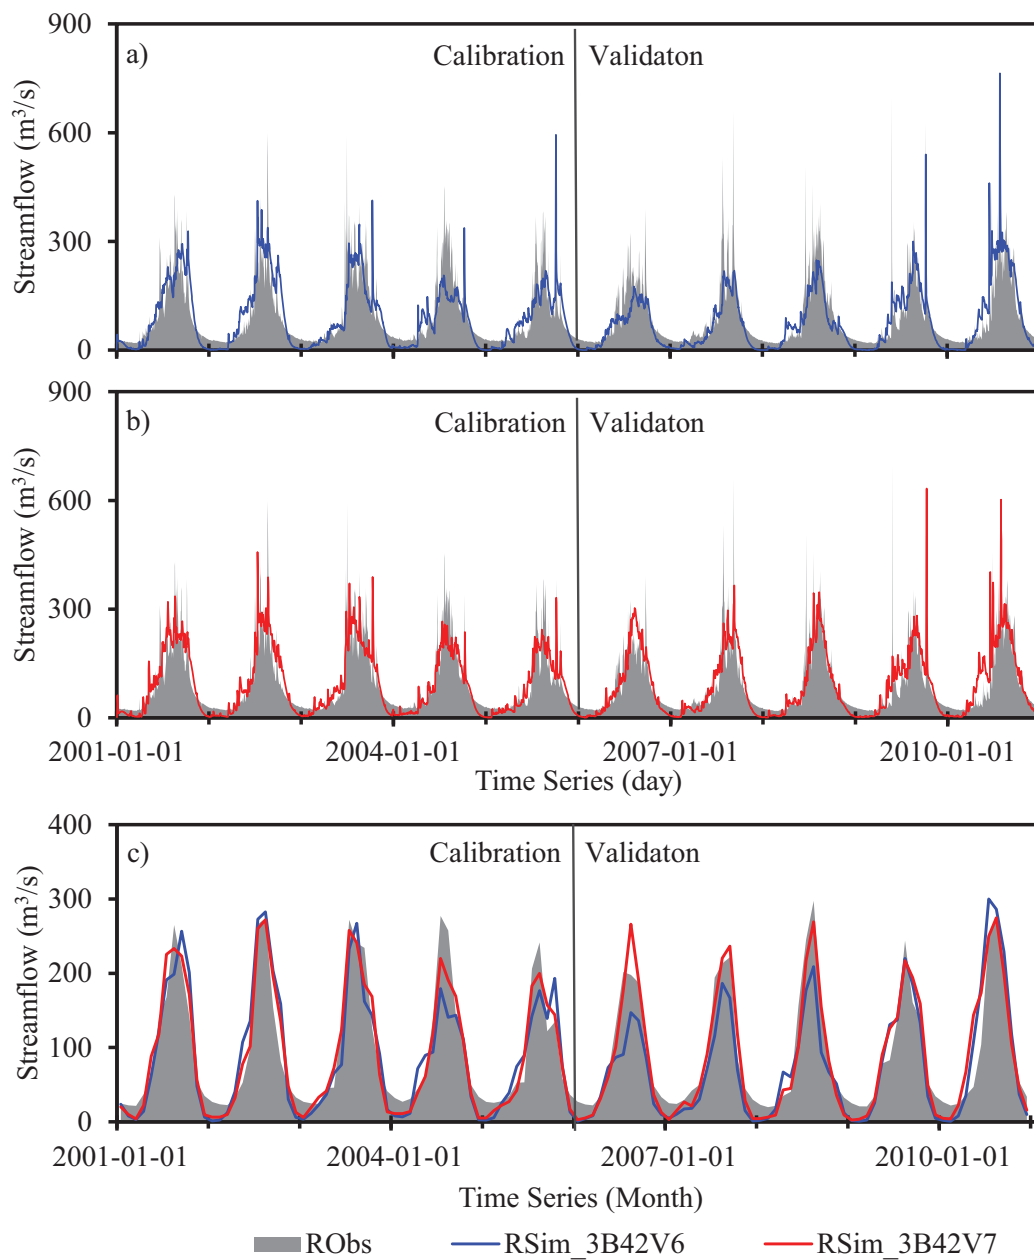 900
a)
Calibration
Validaton
600
300
0
Streamflow (m³/s)
900
b)
Calibration
Validaton
600
300
0
Streamflow (m³/s)
2001-01-01
2004-01-01
2007-01-01
2010-01-01
Time Series (day)
400
c)
Calibration
Validaton
300
200
100
0
Streamflow (m³/s)
2001-01-01
2004-01-01
2007-01-01
2010-01-01
Time Series (Month)
RObs
RSim_3B42V6
RSim_3B42V7